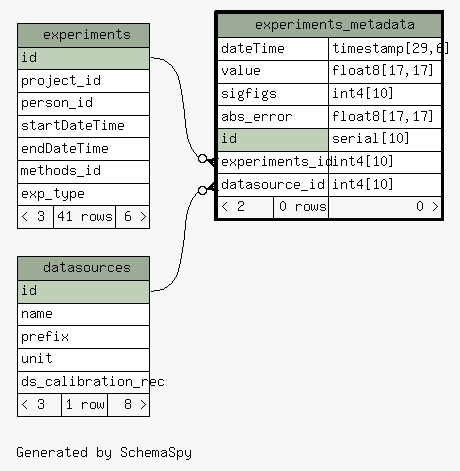 experiments
id
project_id
person_id
startDateTime
endDateTime
methods_id
exp_type
< 3 41 rows 6 >
experiments_metadata
dateTime timestamp[29,6]
value float8[17,17]
sigfigs int4[10]
abs_error float8[17,17]
id serial[10]
experiments_id int4[10]
datasource_id int4[10]
< 2 0 rows 0 >
datasources
id
name
prefix
unit
ds_calibration_rec
< 3 1 row 8 >
Generated by SchemaSpy